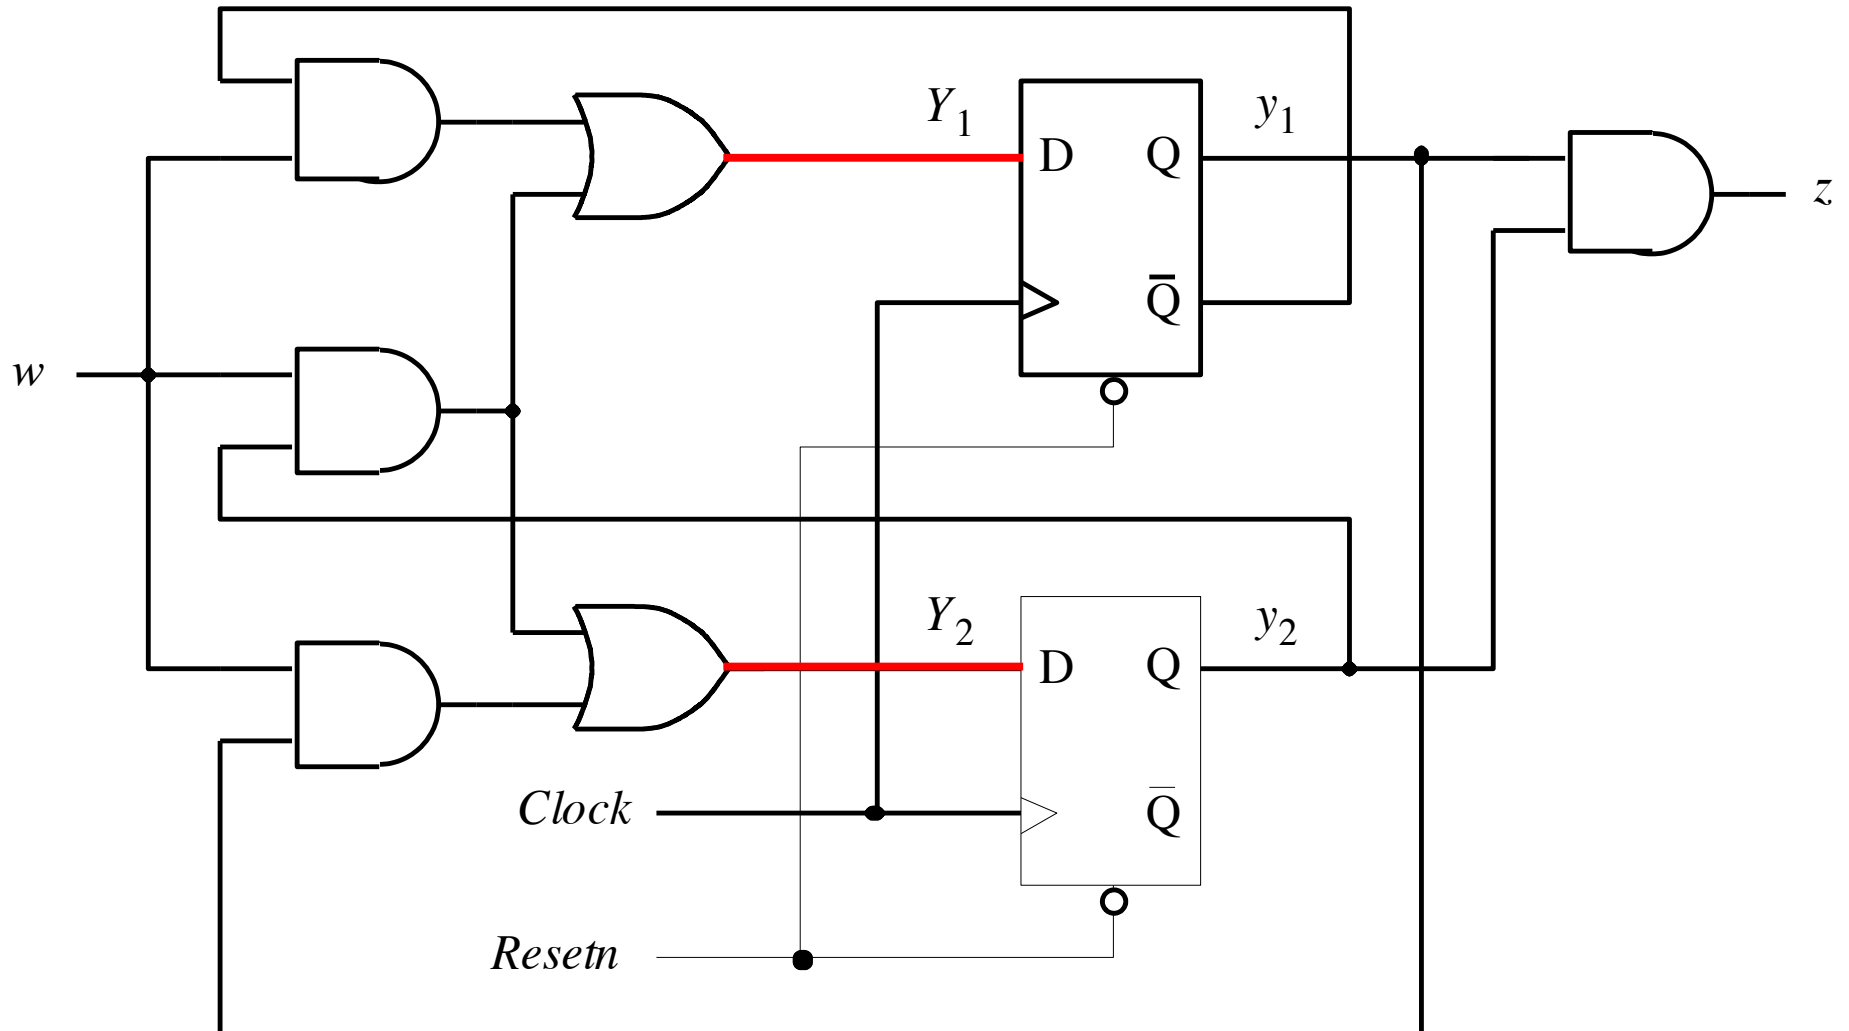 Y₁
y₁
D
Q
z
Q̅
w
Y₂
y₂
D
Q
Clock
Q̅
Resetn